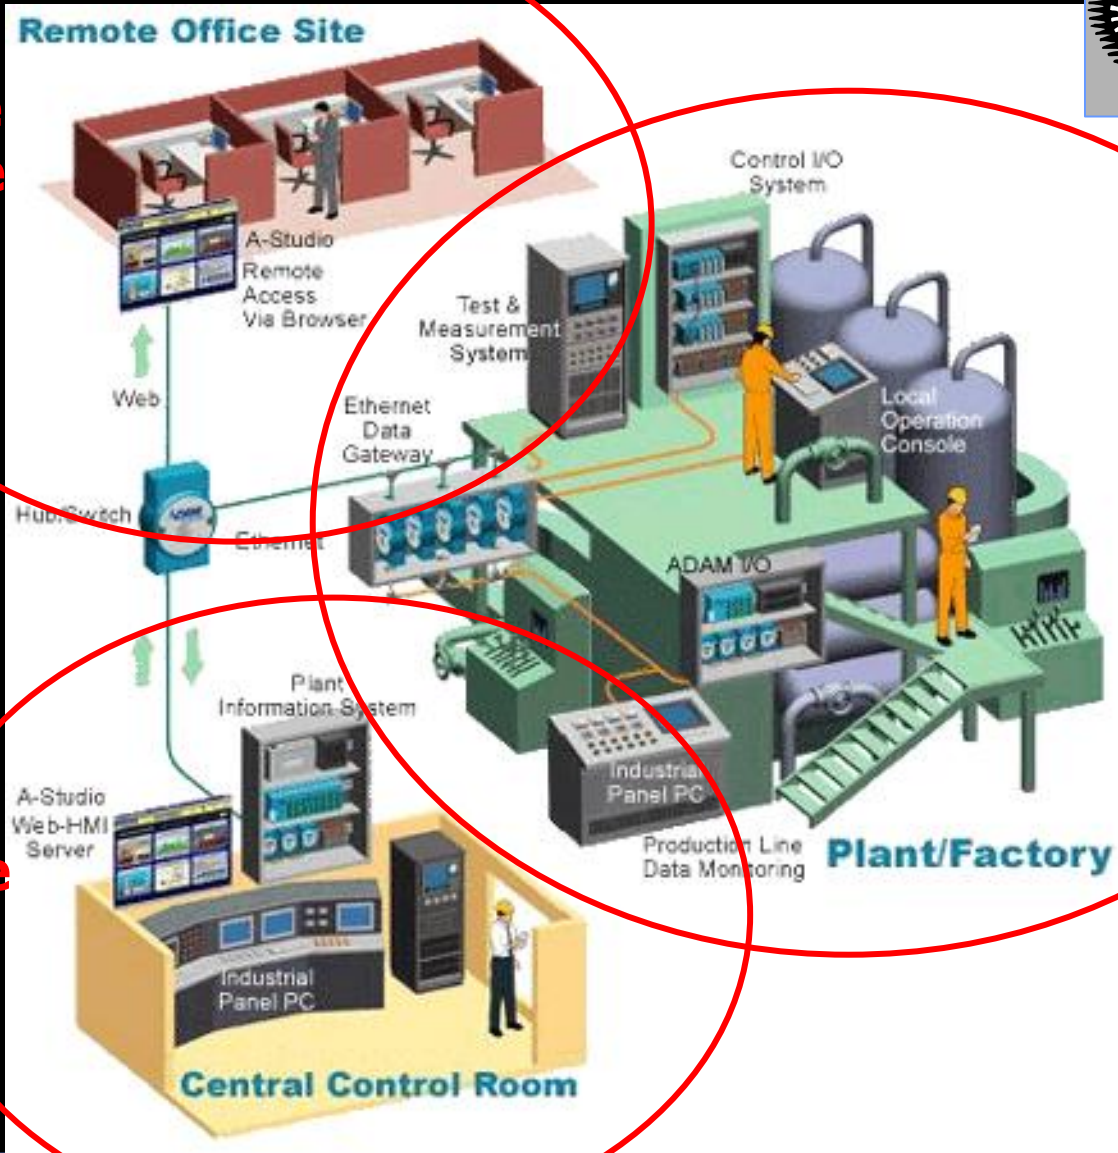 Remote Office Site
A-Studio
Remote
Access
Via Browser
Web
Hub/Switch
Ethernet
Ethernet
Data
Gateway
Test &
Measurement
System
Control I/O
System
Local
Operation
Console
ADAM I/O
Industrial
Panel PC
Production Line
Data Monitoring
Plant/Factory
Plant
Information System
A-Studio
Web-HMI
Server
Industrial
Panel PC
Central Control Room